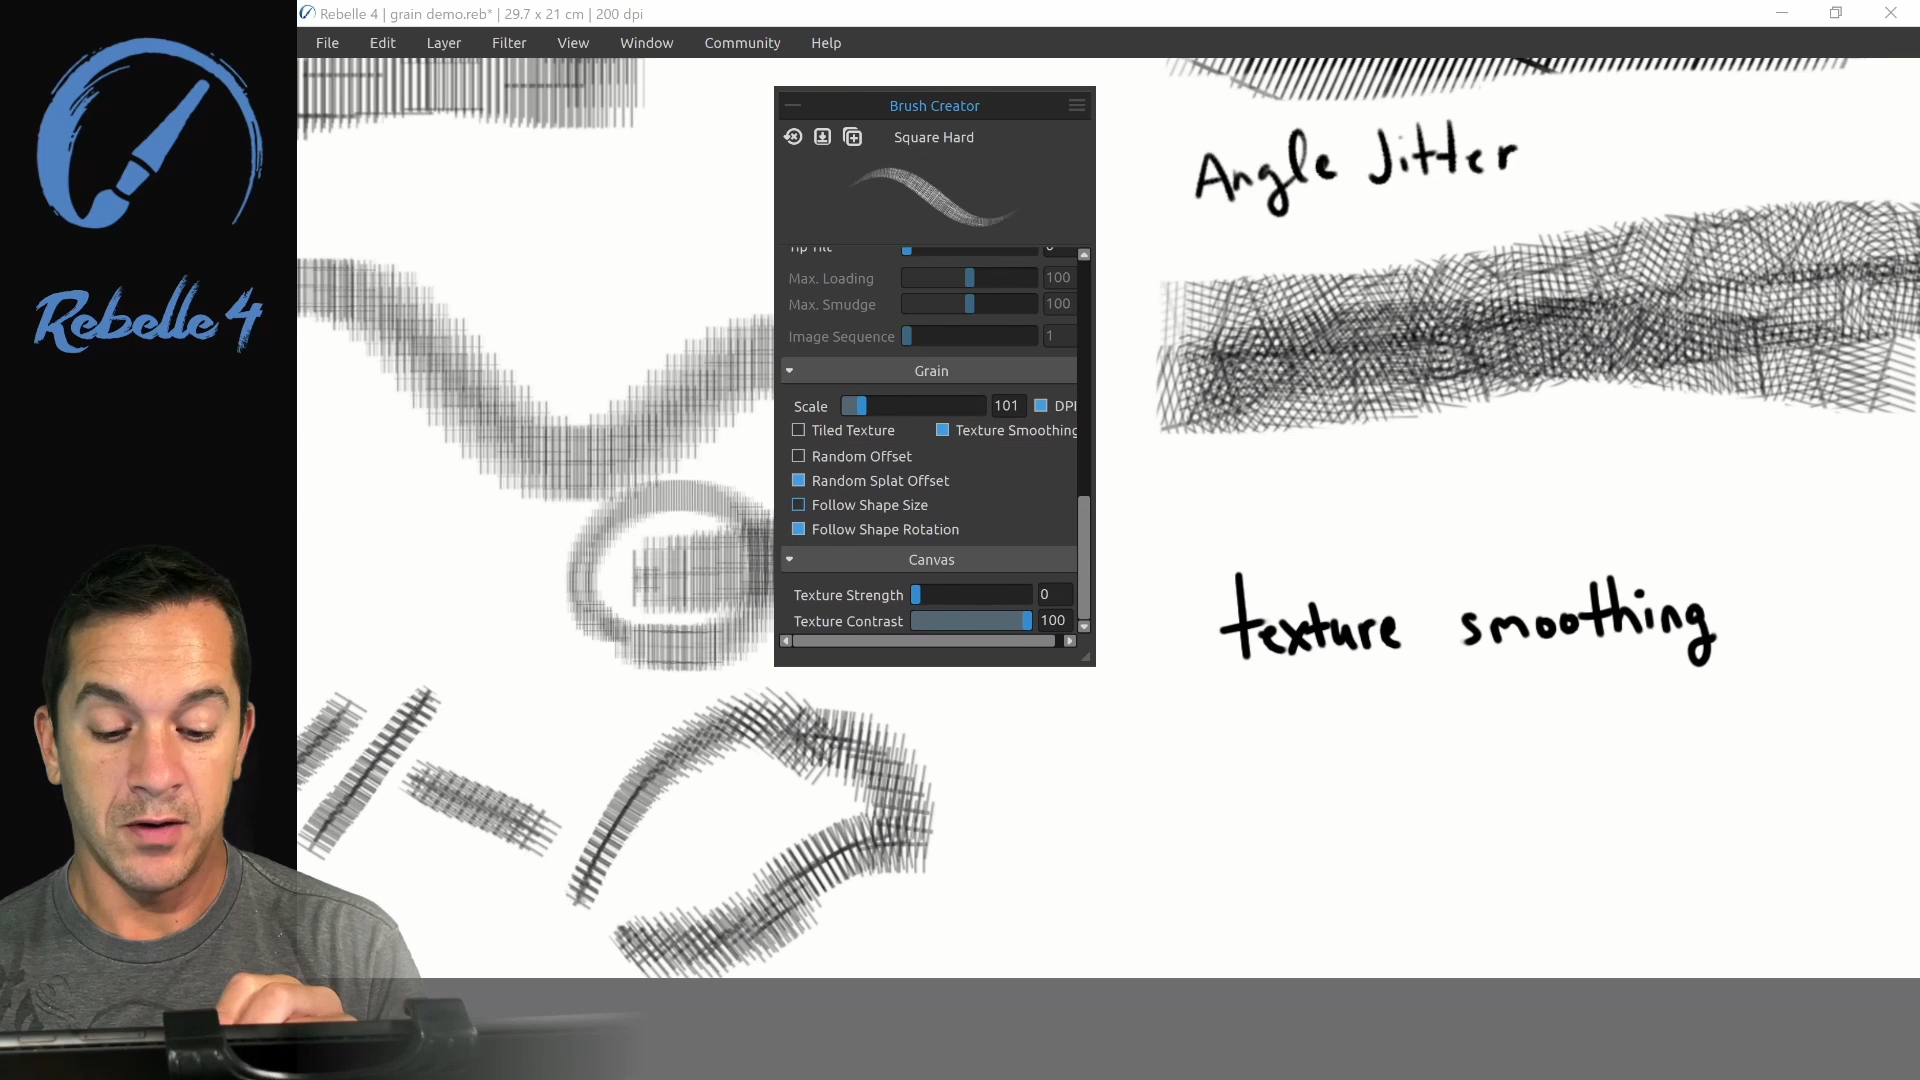 Rebelle 4 | grain demo.reb* | 29.7 x 21 cm | 200 dpi
File Edit Layer Filter View Window Community Help
Rebelle 4
Brush Creator
Square Hard
Tip Tilt 0
Max. Loading 100
Max. Smudge 100
Image Sequence 1
Grain
Scale 101 DPI
Tiled Texture Texture Smoothing
Random Offset
Random Splat Offset
Follow Shape Size
Follow Shape Rotation
Canvas
Texture Strength 0
Texture Contrast 100
Angle Jitter
texture smoothing